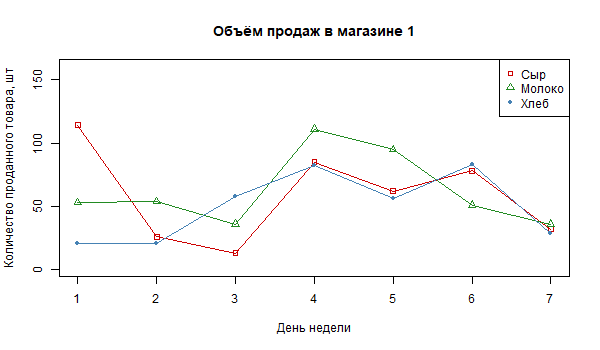 Объём продаж в магазине 1
Количество проданного товара, шт
150
100
50
0
Сыр
Молоко
Хлеб
1 2 3 4 5 6 7
День недели